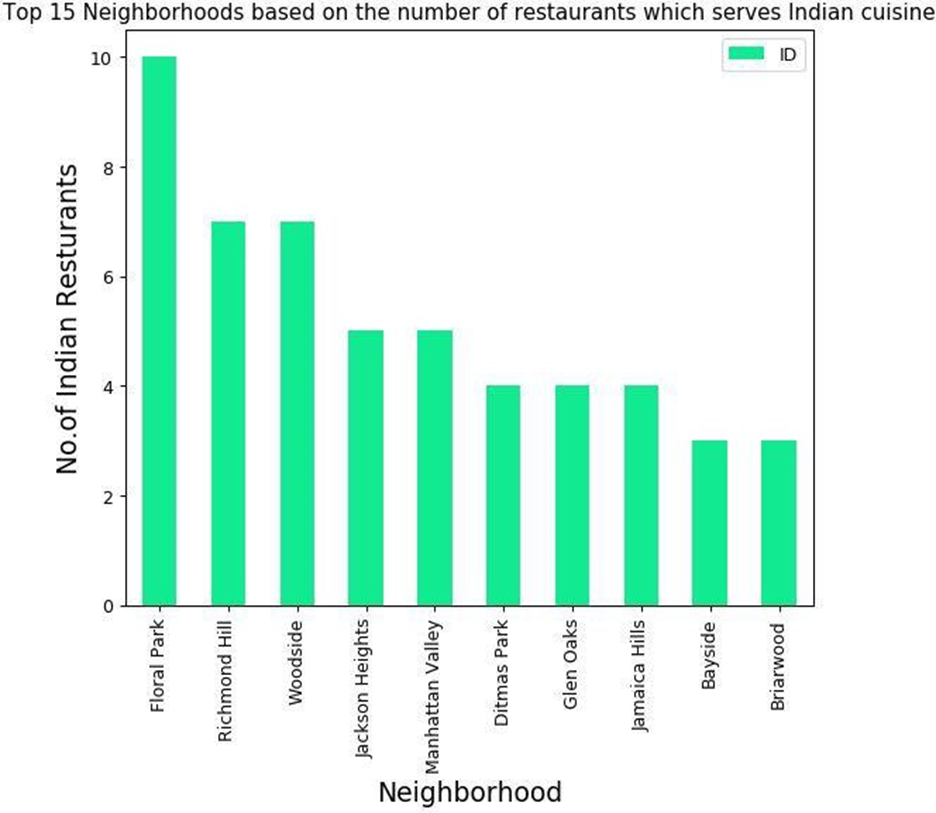 Top 15 Neighborhoods based on the number of restaurants which serves Indian cuisine
ID
No.of Indian Resturants
10
8
6
4
2
0
Floral Park
Richmond Hill
Woodside
Jackson Heights
Manhattan Valley
Ditmas Park
Glen Oaks
Jamaica Hills
Bayside
Briarwood
Neighborhood